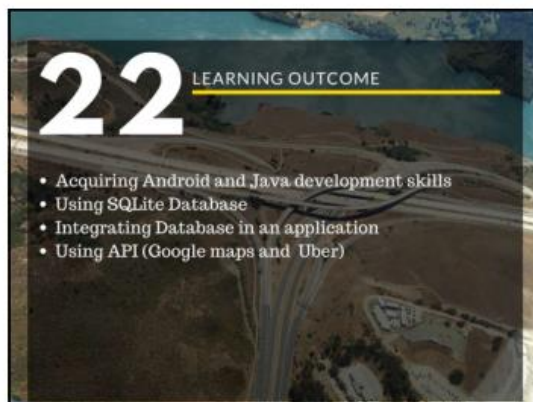 22
LEARNING OUTCOME
• Acquiring Android and Java development skills
• Using SQLite Database
• Integrating Database in an application
• Using API (Google maps and Uber)